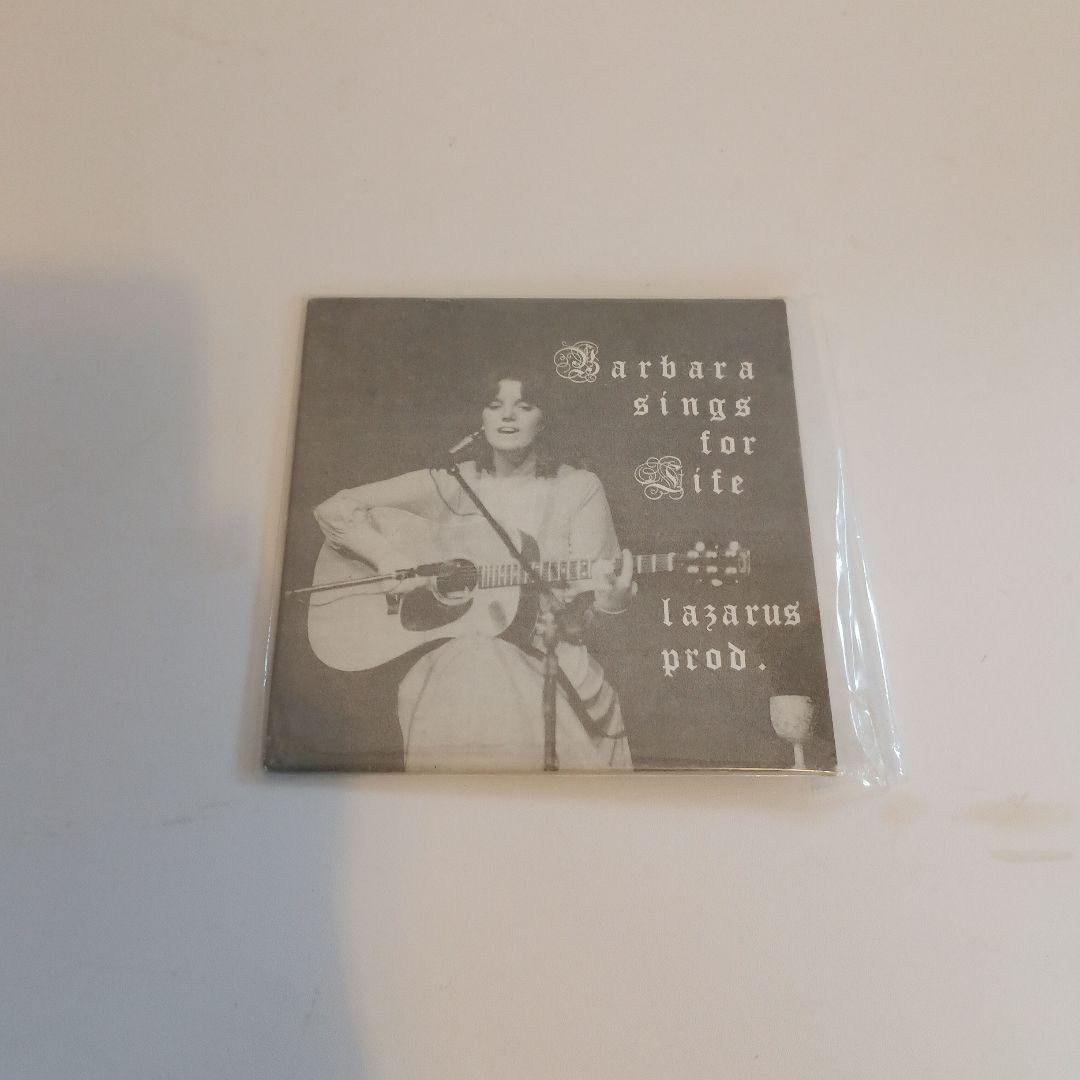 Barbara
sings
for
Life
lazarus
prod.